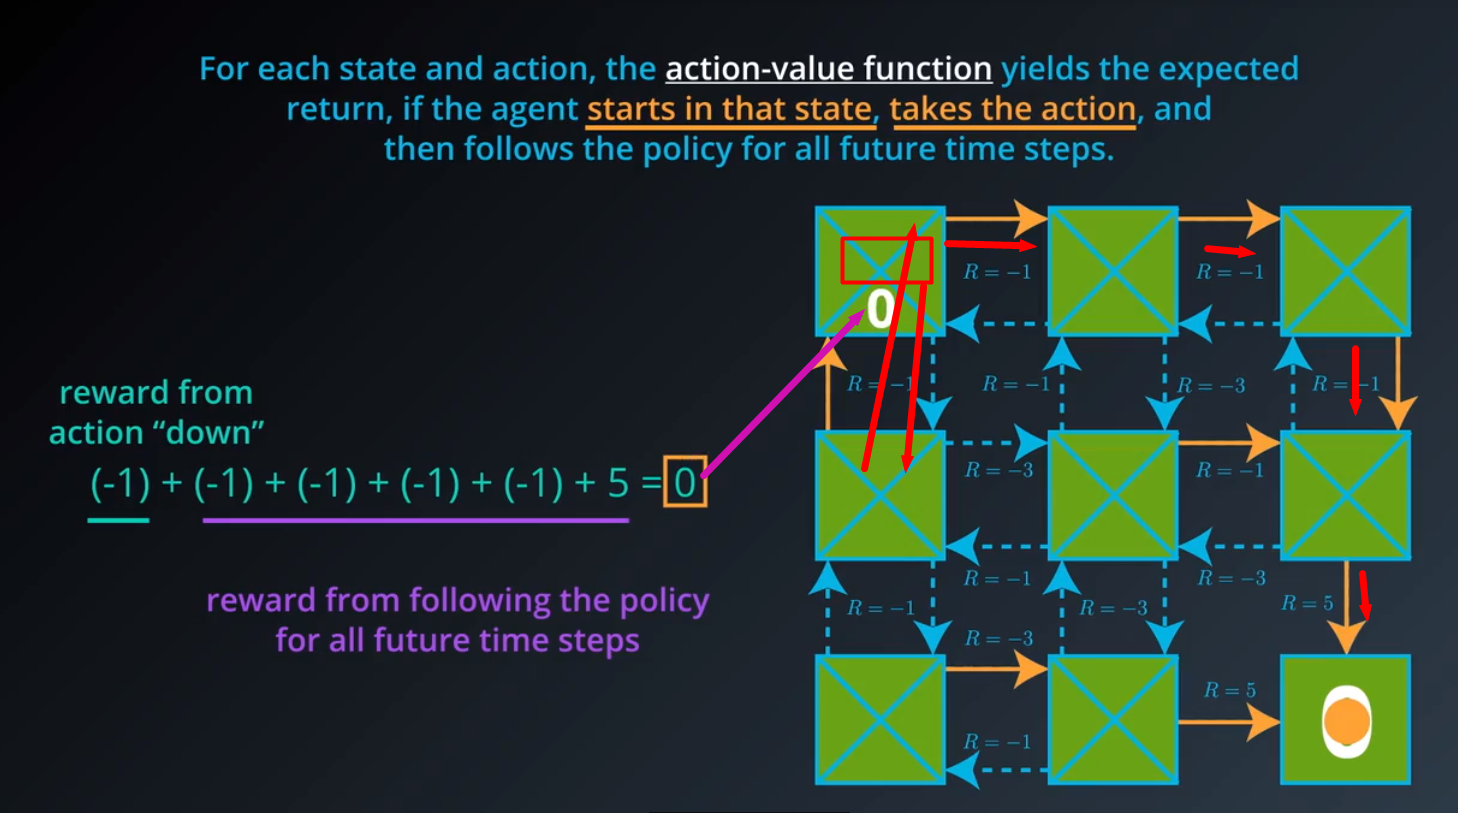 For each state and action, the action-value function yields the expected
return, if the agent starts in that state, takes the action, and
then follows the policy for all future time steps.
R = −1
R = −1
0
R = −1
R = −1
R = −3
R = −1
reward from
action “down”
(-1) + (-1) + (-1) + (-1) + (-1) + 5 = 0
R = −3
R = −1
R = −1
R = −3
reward from following the policy
for all future time steps
R = −1
R = −3
R = 5
R = −3
R = 5
R = −1
0